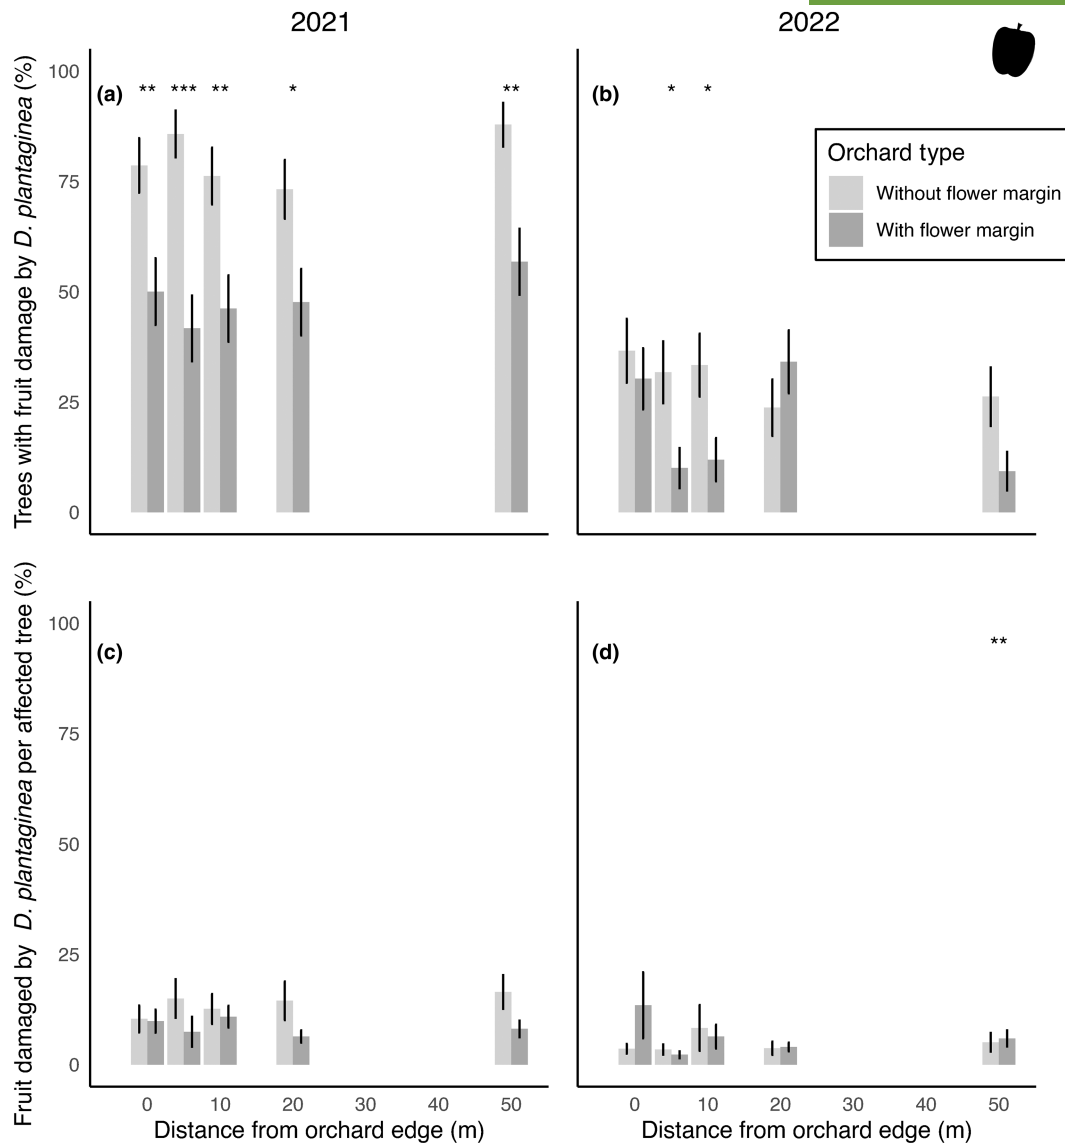 2021
2022
Trees with fruit damage by D. plantaginea (%)
100
75
50
25
0
(a)
** *** ** * **
(b)
* *
Orchard type
Without flower margin
With flower margin
Fruit damaged by D. plantaginea per affected tree (%)
100
75
50
25
0
(c)
(d)
**
0 10 20 30 40 50
0 10 20 30 40 50
Distance from orchard edge (m)
Distance from orchard edge (m)